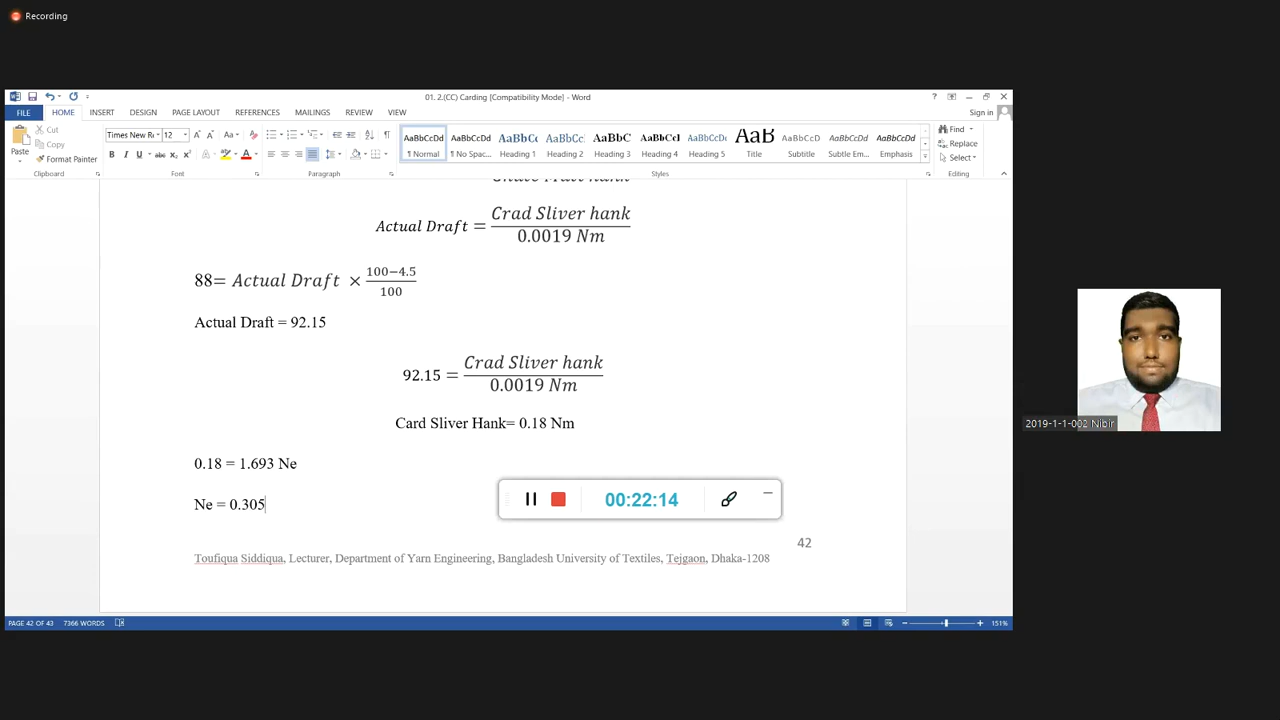 Recording
01. 2.(CC) Carding [Compatibility Mode] - Word
FILE HOME INSERT DESIGN PAGE LAYOUT REFERENCES MAILINGS REVIEW VIEW Sign in
Paste
Cut
Copy
Format Painter
Clipboard
Times New R 12
Font
Paragraph
AaBbCcDd AaBbCcDd AaBbCc AaBbCc AaBbC AaBbCcI AaBbCcDd AaB AaBbCcD AaBbCcDd AaBbCcDd
¶ Normal ¶ No Spac... Heading 1 Heading 2 Heading 3 Heading 4 Heading 5 Title Subtitle Subtle Em... Emphasis
Styles
Find
Replace
Select
Editing
Actual Draft = Crad Sliver hank / 0.0019 Nm
88= Actual Draft × 100−4.5 / 100
Actual Draft = 92.15
92.15 = Crad Sliver hank / 0.0019 Nm
Card Sliver Hank= 0.18 Nm
0.18 = 1.693 Ne
Ne = 0.305
00:22:14
42
Toufiqua Siddiqua, Lecturer, Department of Yarn Engineering, Bangladesh University of Textiles, Tejgaon, Dhaka-1208
PAGE 42 OF 43 7366 WORDS 151%
2019-1-1-002 Nibir